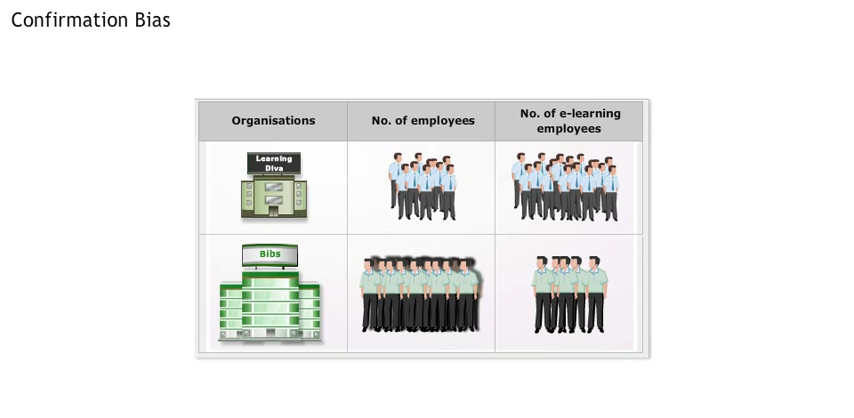 Confirmation Bias
Organisations
No. of employees
No. of e-learning
employees
Learning
Diva
Bibs